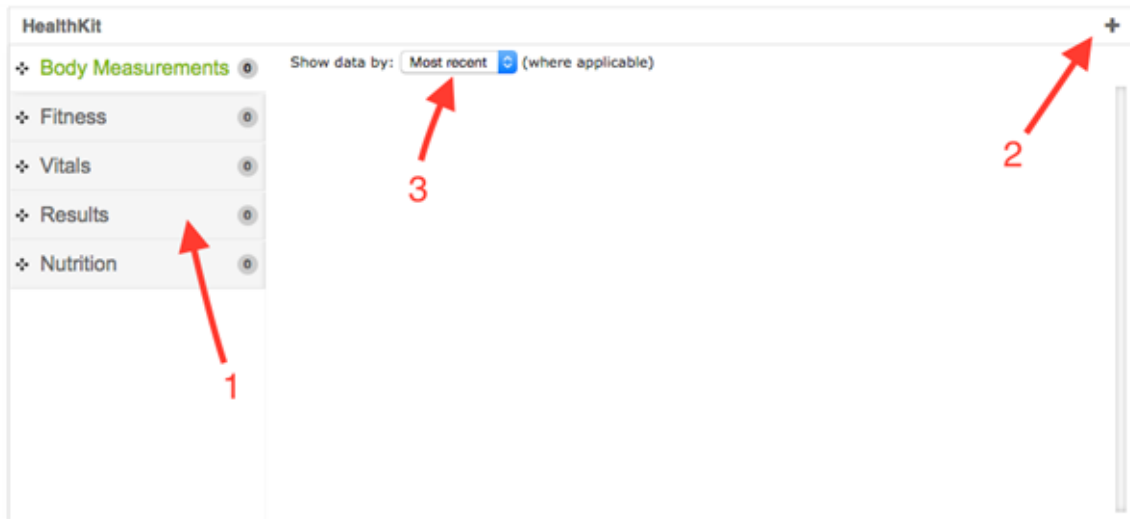 HealthKit +
Body Measurements 0
Show data by: Most recent (where applicable)
Fitness 0
2
Vitals 0
3
Results 0
Nutrition 0
1